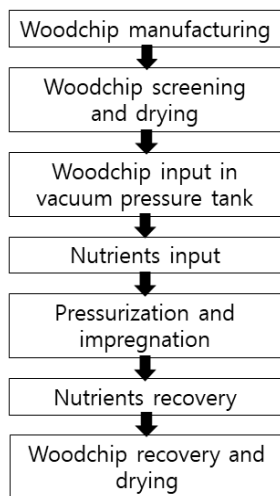 Woodchip manufacturing
Woodchip screening
and drying
Woodchip input in
vacuum pressure tank
Nutrients input
Pressurization and
impregnation
Nutrients recovery
Woodchip recovery and
drying